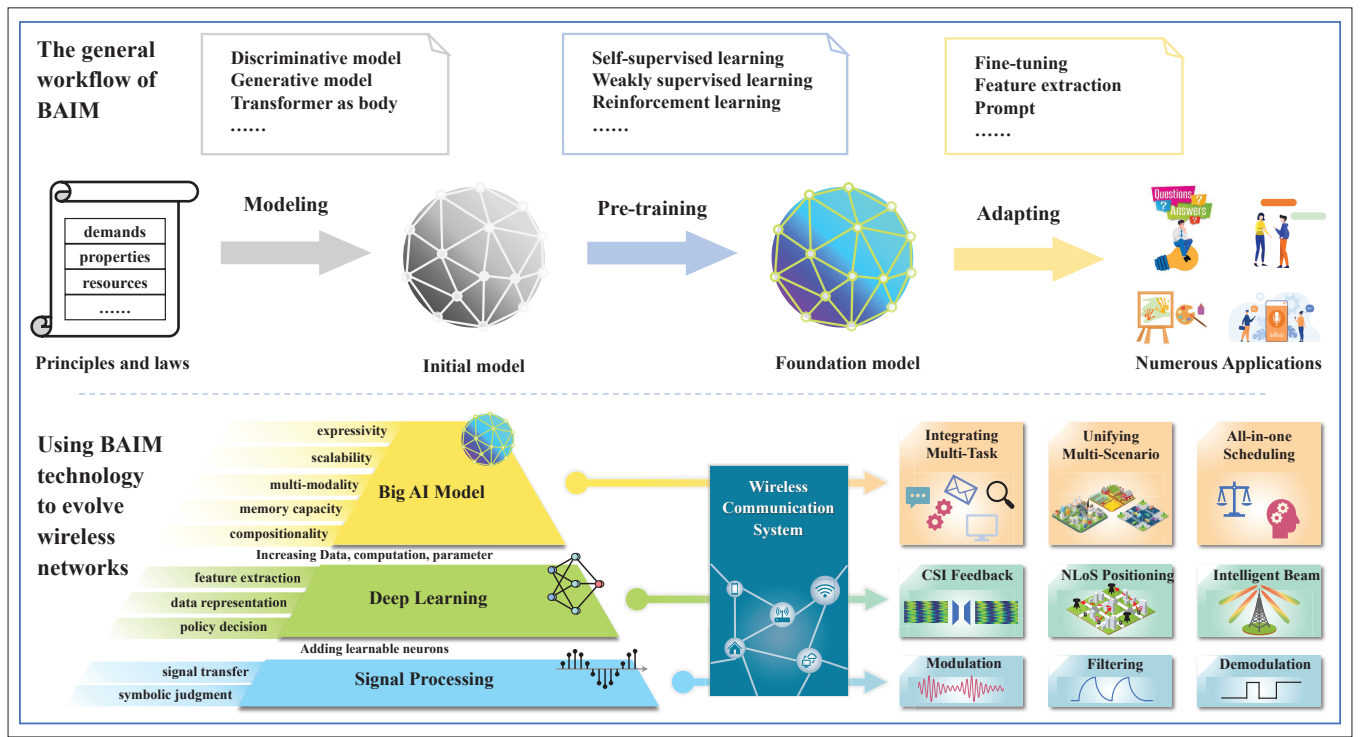 The general
workflow of
BAIM
Discriminative model
Generative model
Transformer as body
……
Self-supervised learning
Weakly supervised learning
Reinforcement learning
……
Fine-tuning
Feature extraction
Prompt
……
demands
properties
resources
……
Principles and laws
Modeling
Initial model
Pre-training
Foundation model
Adapting
Questions
?
?
Answers
Numerous Applications
Using BAIM
technology
to evolve
wireless
networks
expressivity
scalability
multi-modality
memory capacity
compositionality
Big AI Model
Increasing Data, computation, parameter
feature extraction
data representation
policy decision
Deep Learning
Adding learnable neurons
signal transfer
symbolic judgment
Signal Processing
Wireless
Communication
System
Integrating
Multi-Task
Unifying
Multi-Scenario
All-in-one
Scheduling
CSI Feedback
NLoS Positioning
Intelligent Beam
Modulation
Filtering
Demodulation